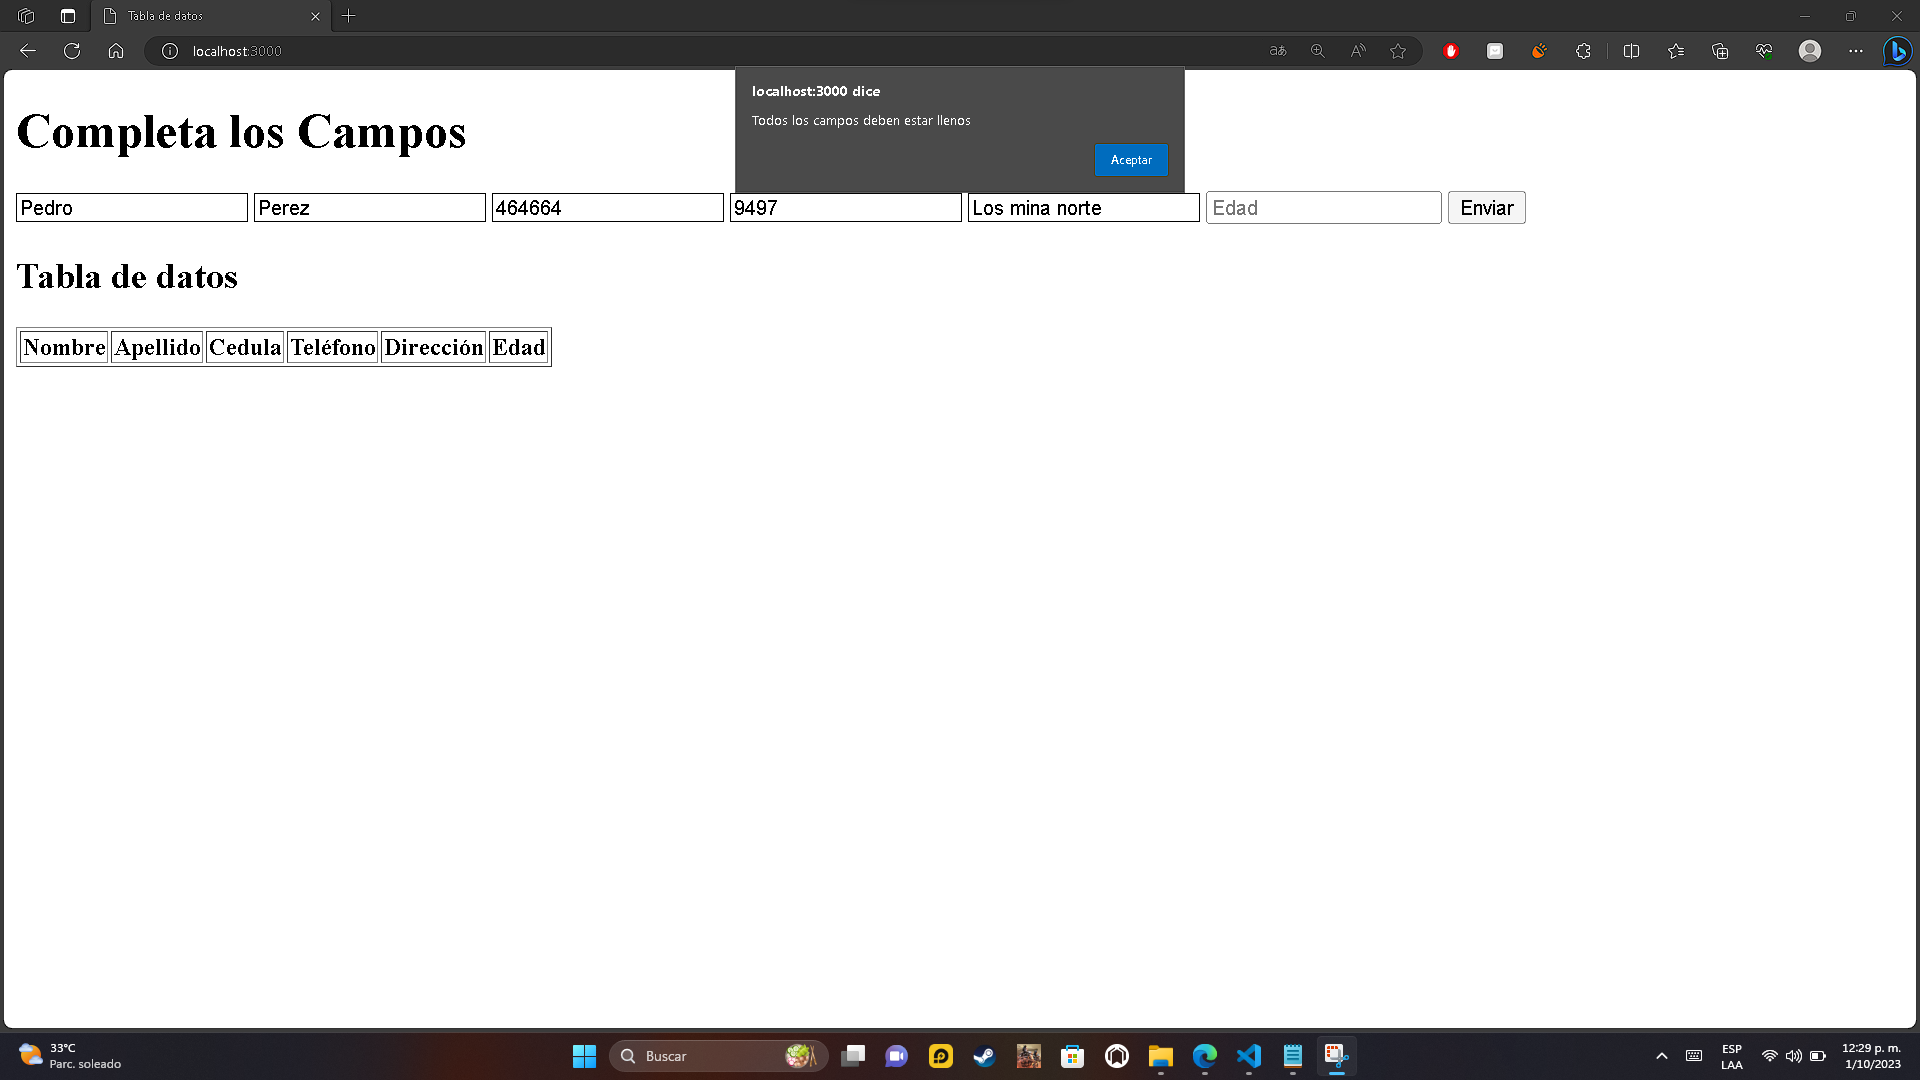 Tabla de datos
localhost:3000
localhost:3000 dice
Todos los campos deben estar llenos
Aceptar
Completa los Campos
Pedro Perez 464664 9497 Los mina norte Edad Enviar
Tabla de datos
Nombre Apellido Cedula Teléfono Dirección Edad
33°C
Parc. soleado
Buscar
ESP
LAA
12:29 p. m.
1/10/2023